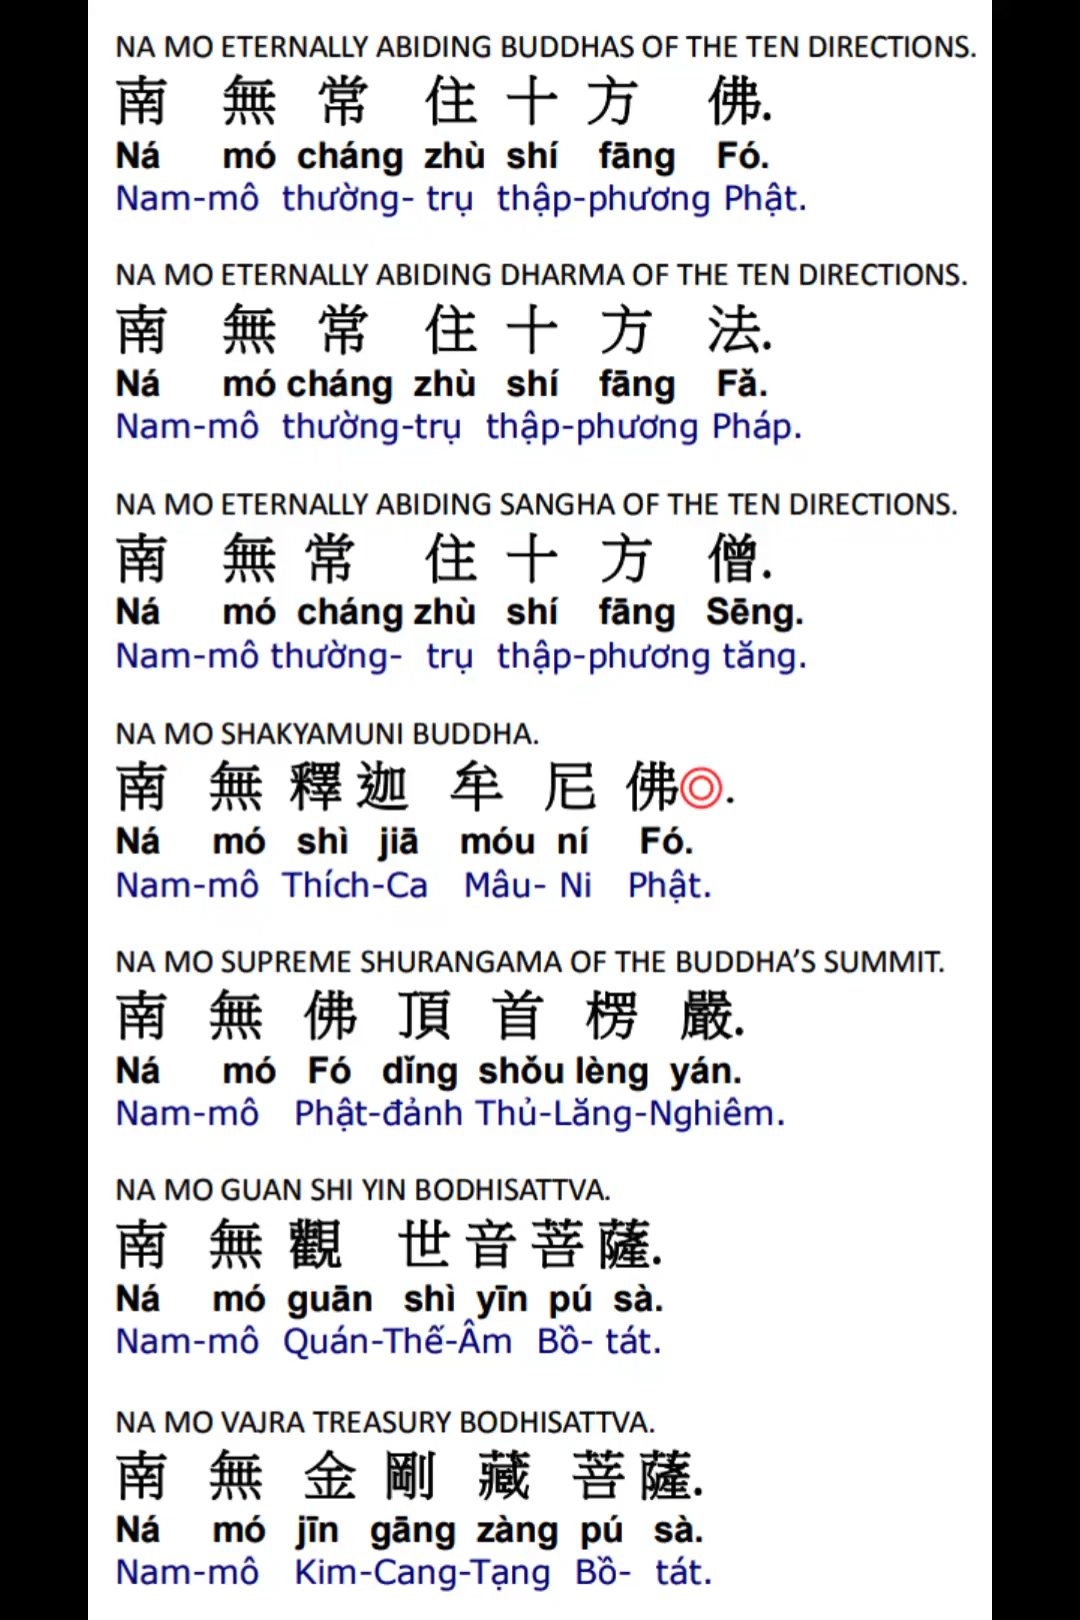 NA MO ETERNALLY ABIDING BUDDHAS OF THE TEN DIRECTIONS.
南 無 常 住 十 方 佛.
Ná mó cháng zhù shí fāng Fó.
Nam-mô thường- trụ thập-phương Phật.
NA MO ETERNALLY ABIDING DHARMA OF THE TEN DIRECTIONS.
南 無 常 住 十 方 法.
Ná mó cháng zhù shí fāng Fǎ.
Nam-mô thường-trụ thập-phương Pháp.
NA MO ETERNALLY ABIDING SANGHA OF THE TEN DIRECTIONS.
南 無 常 住 十 方 僧.
Ná mó cháng zhù shí fāng Sēng.
Nam-mô thường- trụ thập-phương tăng.
NA MO SHAKYAMUNI BUDDHA.
南 無 釋 迦 牟 尼 佛◎.
Ná mó shì jiā móu ní Fó.
Nam-mô Thích-Ca Mâu- Ni Phật.
NA MO SUPREME SHURANGAMA OF THE BUDDHA’S SUMMIT.
南 無 佛 頂 首 楞 嚴.
Ná mó Fó dǐng shǒu lèng yán.
Nam-mô Phật-đảnh Thủ-Lăng-Nghiêm.
NA MO GUAN SHI YIN BODHISATTVA.
南 無 觀 世 音 菩 薩.
Ná mó guān shì yīn pú sà.
Nam-mô Quán-Thế-Âm Bồ- tát.
NA MO VAJRA TREASURY BODHISATTVA.
南 無 金 剛 藏 菩 薩.
Ná mó jīn gāng zàng pú sà.
Nam-mô Kim-Cang-Tạng Bồ- tát.